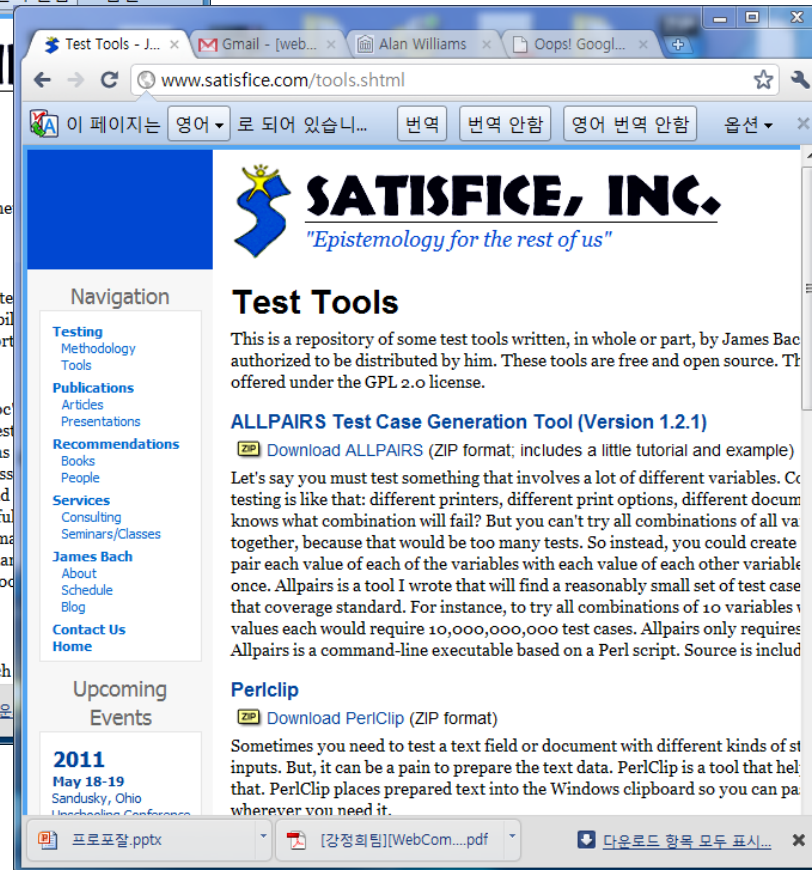 Test Tools - J...
Gmail - [web...
Alan Williams
Oops! Googl...
www.satisfice.com/tools.shtml
이 페이지는 영어 로 되어 있습니... 번역 번역 안함 영어 번역 안함 옵션
SATISFICE, INC.
"Epistemology for the rest of us"
Navigation
Testing
Methodology
Tools
Publications
Articles
Presentations
Recommendations
Books
People
Services
Consulting
Seminars/Classes
James Bach
About
Schedule
Blog
Contact Us
Home
Upcoming
Events
2011
May 18-19
Sandusky, Ohio
Unschooling Conference
Test Tools
This is a repository of some test tools written, in whole or part, by James Bac
authorized to be distributed by him. These tools are free and open source. Th
offered under the GPL 2.0 license.
ALLPAIRS Test Case Generation Tool (Version 1.2.1)
ZIP Download ALLPAIRS (ZIP format; includes a little tutorial and example)
Let's say you must test something that involves a lot of different variables. Co
testing is like that: different printers, different print options, different docum
knows what combination will fail? But you can't try all combinations of all va
together, because that would be too many tests. So instead, you could create
pair each value of each of the variables with each value of each other variable
once. Allpairs is a tool I wrote that will find a reasonably small set of test case
that coverage standard. For instance, to try all combinations of 10 variables
values each would require 10,000,000,000 test cases. Allpairs only requires
Allpairs is a command-line executable based on a Perl script. Source is includ
Perlclip
ZIP Download PerlClip (ZIP format)
Sometimes you need to test a text field or document with different kinds of st
inputs. But, it can be a pain to prepare the text data. PerlClip is a tool that hel
that. PerlClip places prepared text into the Windows clipboard so you can pa
wherever you need it.
프로포잘.pptx
[강정희팀][WebCom....pdf
다운로드 항목 모두 표시...